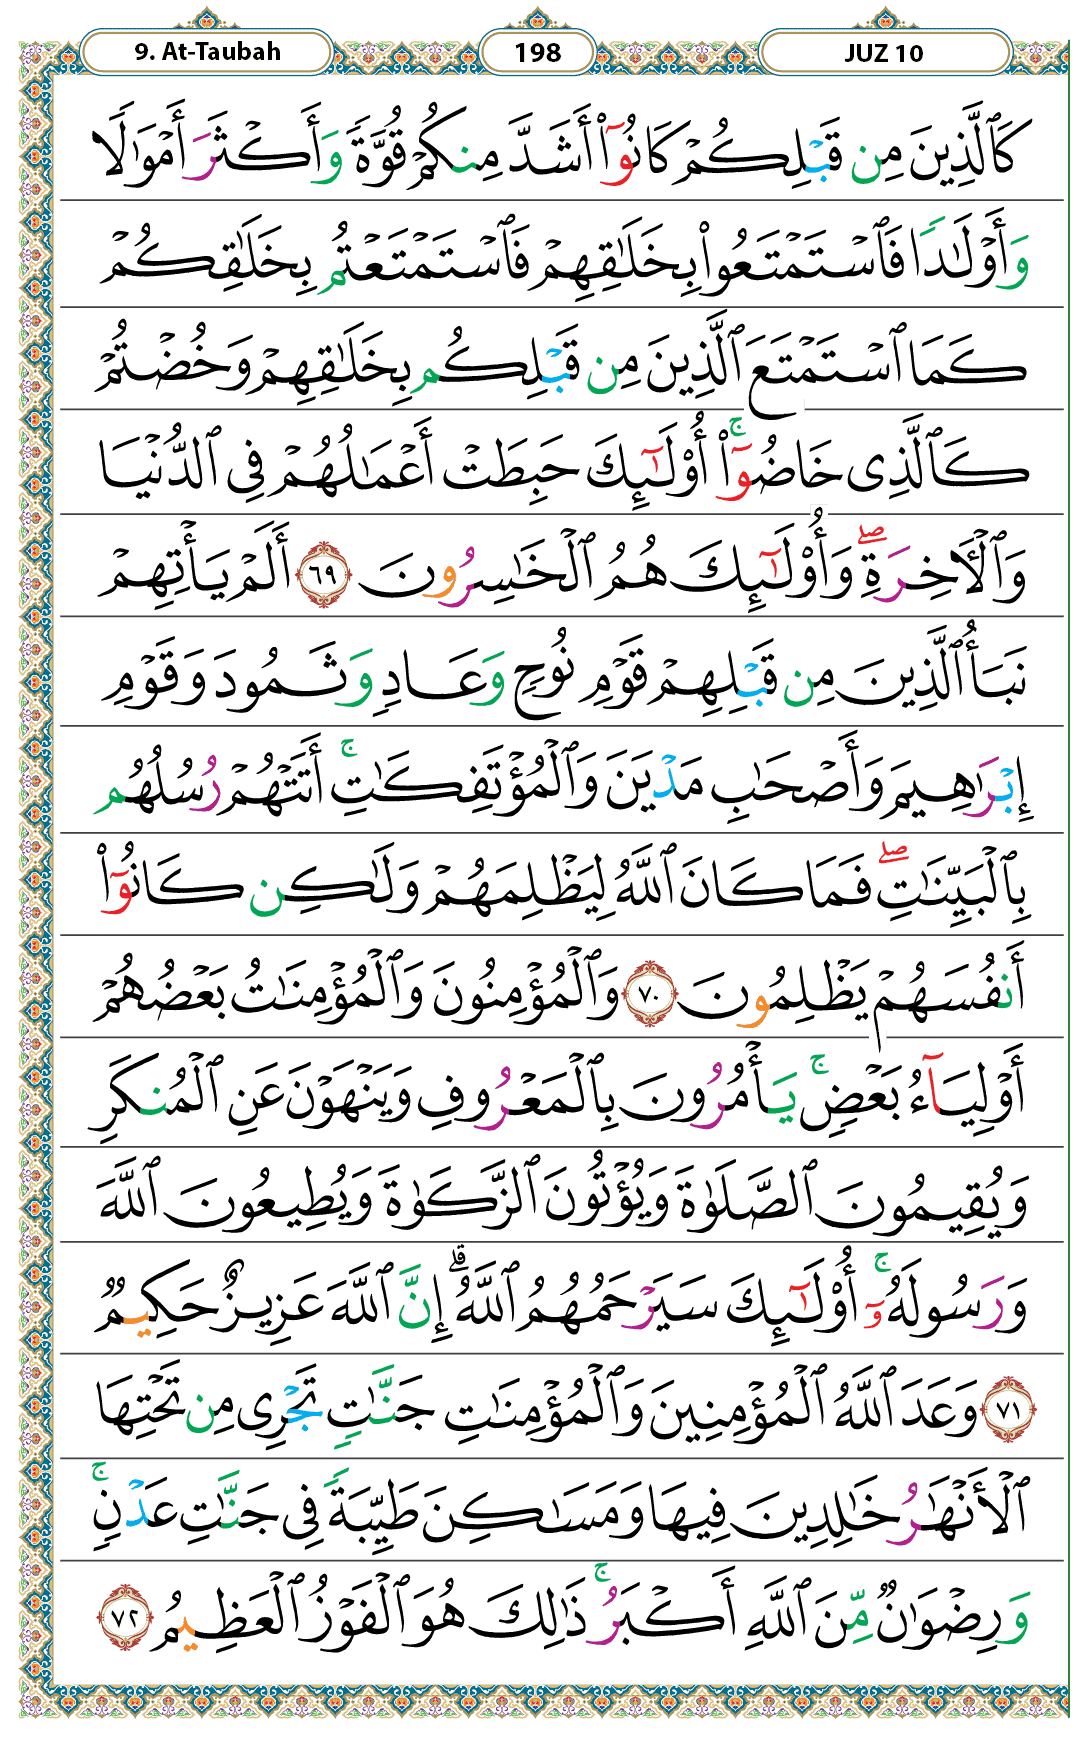 9. At-Taubah
198
JUZ 10
كَٱلَّذِينَ مِن قَبْلِكُمْ كَانُوٓا۟ أَشَدَّ مِنكُمْ قُوَّةً وَأَكْثَرَ أَمْوَٰلًا
وَأَوْلَٰدًا فَٱسْتَمْتَعُوا۟ بِخَلَٰقِهِمْ فَٱسْتَمْتَعْتُم بِخَلَٰقِكُمْ
كَمَا ٱسْتَمْتَعَ ٱلَّذِينَ مِن قَبْلِكُم بِخَلَٰقِهِمْ وَخُضْتُمْ
كَٱلَّذِى خَاضُوٓا۟ ۚ أُو۟لَٰٓئِكَ حَبِطَتْ أَعْمَٰلُهُمْ فِى ٱلدُّنْيَا
وَٱلْأَخِرَةِ ۖ وَأُو۟لَٰٓئِكَ هُمُ ٱلْخَٰسِرُونَ ٦٩ أَلَمْ يَأْتِهِمْ
نَبَأُ ٱلَّذِينَ مِن قَبْلِهِمْ قَوْمِ نُوحٍ وَعَادٍ وَثَمُودَ وَقَوْمِ
إِبْرَٰهِيمَ وَأَصْحَٰبِ مَدْيَنَ وَٱلْمُؤْتَفِكَٰتِ ۚ أَتَتْهُمْ رُسُلُهُم
بِٱلْبَيِّنَٰتِ ۖ فَمَا كَانَ ٱللَّهُ لِيَظْلِمَهُمْ وَلَٰكِن كَانُوٓا۟
أَنفُسَهُمْ يَظْلِمُونَ ٧٠ وَٱلْمُؤْمِنُونَ وَٱلْمُؤْمِنَٰتُ بَعْضُهُمْ
أَوْلِيَآءُ بَعْضٍ ۚ يَأْمُرُونَ بِٱلْمَعْرُوفِ وَيَنْهَوْنَ عَنِ ٱلْمُنكَرِ
وَيُقِيمُونَ ٱلصَّلَوٰةَ وَيُؤْتُونَ ٱلزَّكَوٰةَ وَيُطِيعُونَ ٱللَّهَ
وَرَسُولَهُۥٓ ۚ أُو۟لَٰٓئِكَ سَيَرْحَمُهُمُ ٱللَّهُ ۗ إِنَّ ٱللَّهَ عَزِيزٌ حَكِيمٌ
٧١ وَعَدَ ٱللَّهُ ٱلْمُؤْمِنِينَ وَٱلْمُؤْمِنَٰتِ جَنَّٰتٍ تَجْرِى مِن تَحْتِهَا
ٱلْأَنْهَٰرُ خَٰلِدِينَ فِيهَا وَمَسَٰكِنَ طَيِّبَةً فِى جَنَّٰتِ عَدْنٍ ۚ
وَرِضْوَٰنٌ مِّنَ ٱللَّهِ أَكْبَرُ ۚ ذَٰلِكَ هُوَ ٱلْفَوْزُ ٱلْعَظِيمُ ٧٢